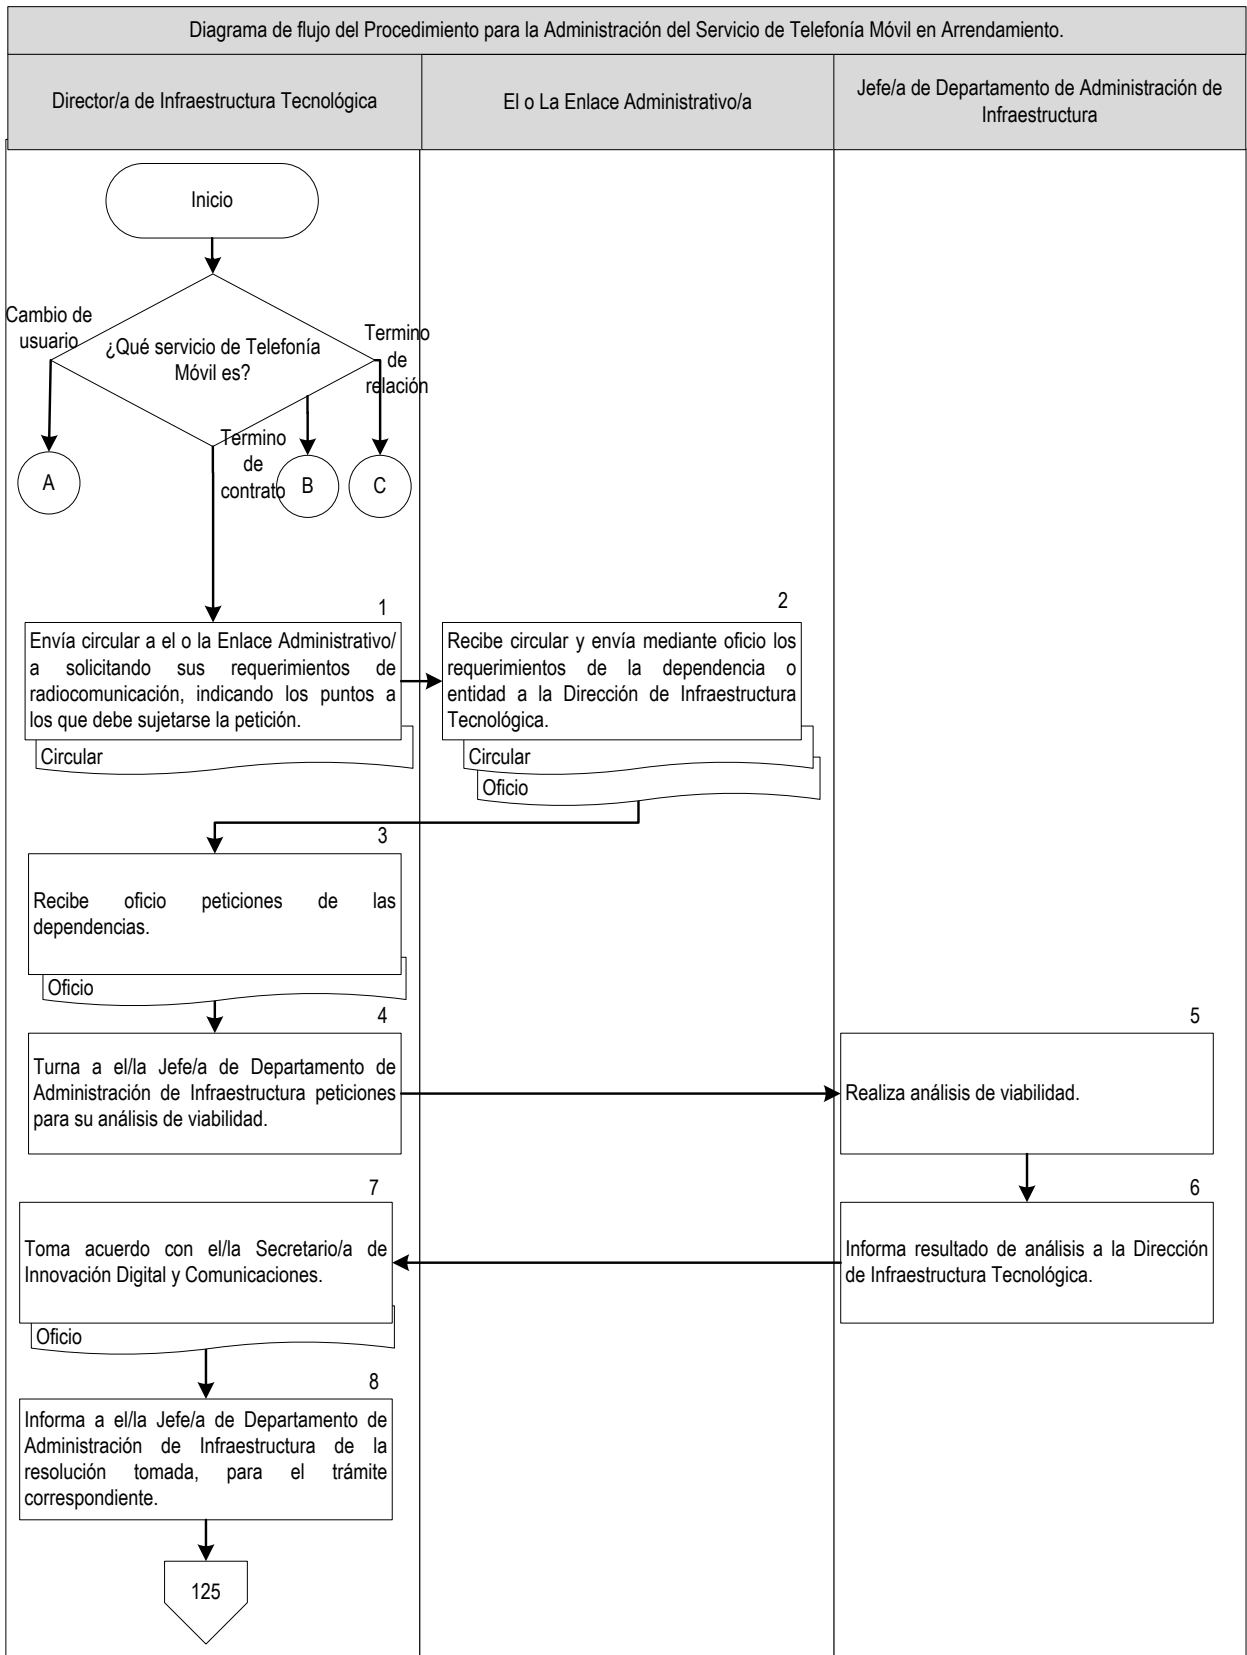 Diagrama de flujo del Procedimiento para la Administración del Servicio de Telefonía Móvil en Arrendamiento.
Director/a de Infraestructura Tecnológica
El o La Enlace Administrativo/a
Jefe/a de Departamento de Administración de
Infraestructura
Inicio
Cambio de
usuario
¿Qué servicio de Telefonía
Móvil es?
Termino
de
relación
Termino
de
contrato
A
B
C
1
Envía circular a el o la Enlace Administrativo/
a solicitando sus requerimientos de
radiocomunicación, indicando los puntos a
los que debe sujetarse la petición.
Circular
2
Recibe circular y envía mediante oficio los
requerimientos de la dependencia o
entidad a la Dirección de Infraestructura
Tecnológica.
Circular
Oficio
3
Recibe oficio peticiones de las
dependencias.
Oficio
4
Turna a el/la Jefe/a de Departamento de
Administración de Infraestructura peticiones
para su análisis de viabilidad.
5
Realiza análisis de viabilidad.
6
Informa resultado de análisis a la Dirección
de Infraestructura Tecnológica.
7
Toma acuerdo con el/la Secretario/a de
Innovación Digital y Comunicaciones.
Oficio
8
Informa a el/la Jefe/a de Departamento de
Administración de Infraestructura de la
resolución tomada, para el trámite
correspondiente.
125